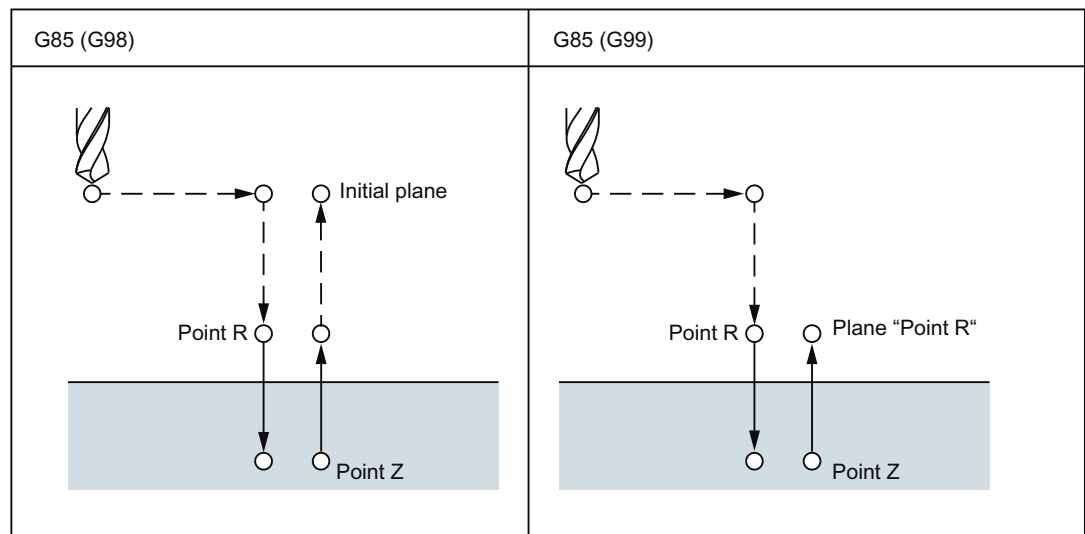 G85 (G98)
G85 (G99)
Initial plane
Point R
Point Z
Point R
Plane “Point R“
Point Z